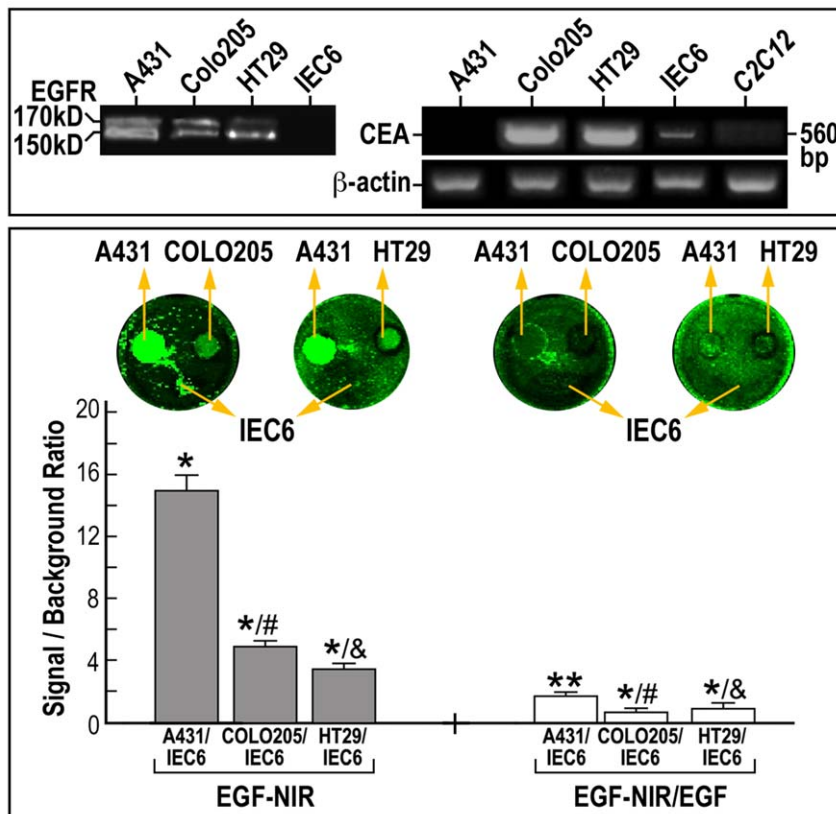 A431 Colo205 HT29 IEC6
EGFR
170kD
150kD
A431 Colo205 HT29 IEC6 C2C12
CEA
560
bp
β-actin
A431 COLO205 A431 HT29 A431 COLO205 A431 HT29
IEC6 IEC6
Signal / Background Ratio
20
16
12
8
4
0
*
*/#
*/&
**
*/#
*/&
A431/ COLO205/ HT29/ A431/ COLO205/ HT29/
IEC6 IEC6 IEC6 IEC6 IEC6 IEC6
EGF-NIR EGF-NIR/EGF